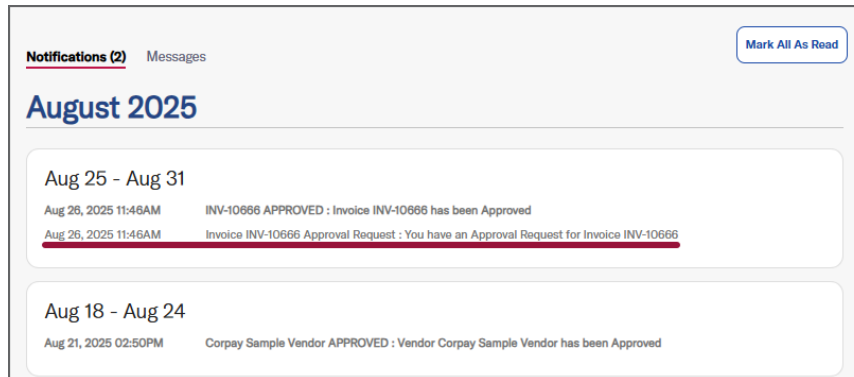 Notifications (2) Messages
Mark All As Read
August 2025
Aug 25 - Aug 31
Aug 26, 2025 11:46AM INV-10666 APPROVED : Invoice INV-10666 has been Approved
Aug 26, 2025 11:46AM Invoice INV-10666 Approval Request : You have an Approval Request for Invoice INV-10666
Aug 18 - Aug 24
Aug 21, 2025 02:50PM Corpay Sample Vendor APPROVED : Vendor Corpay Sample Vendor has been Approved